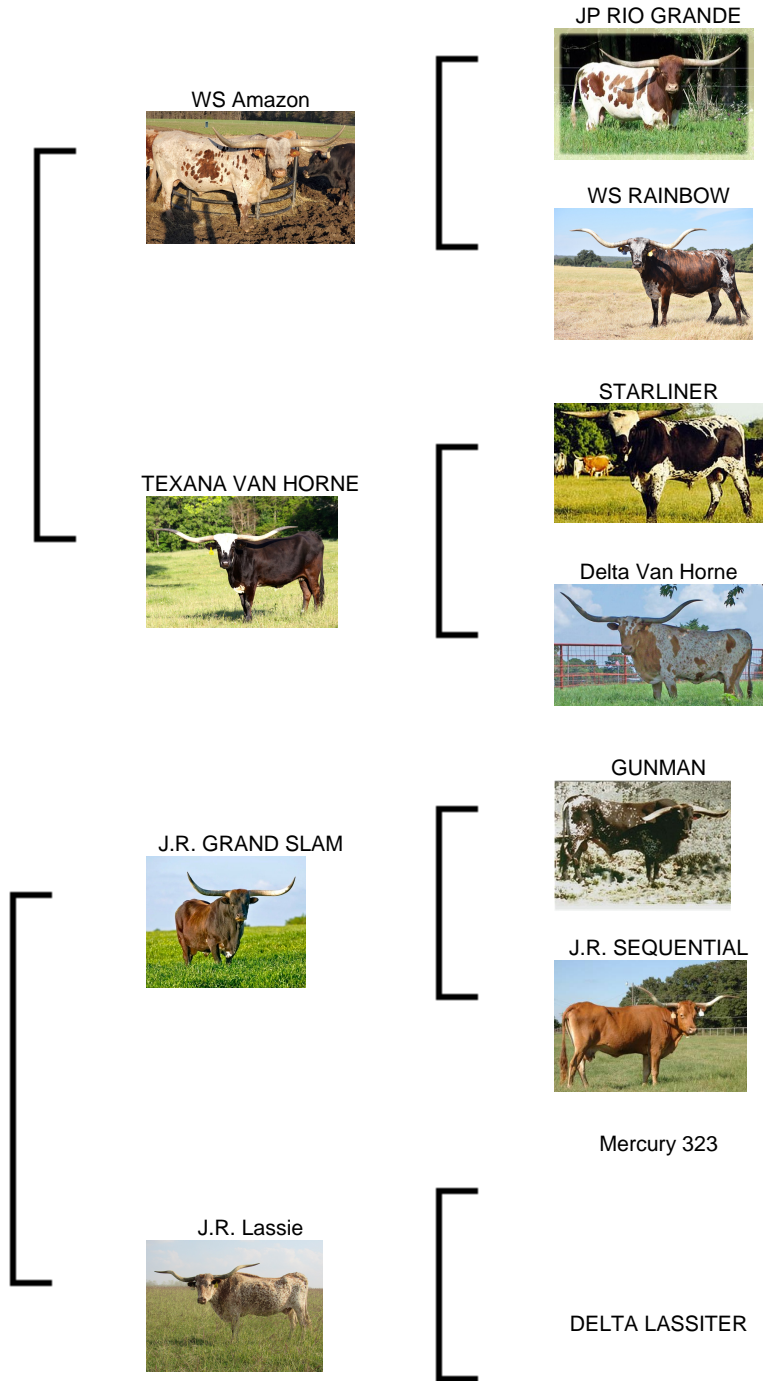 JP RIO GRANDE
WS Amazon
WS RAINBOW
STARLINER
TEXANA VAN HORNE
Delta Van Horne
GUNMAN
J.R. GRAND SLAM
J.R. SEQUENTIAL
Mercury 323
J.R. Lassie
DELTA LASSITER